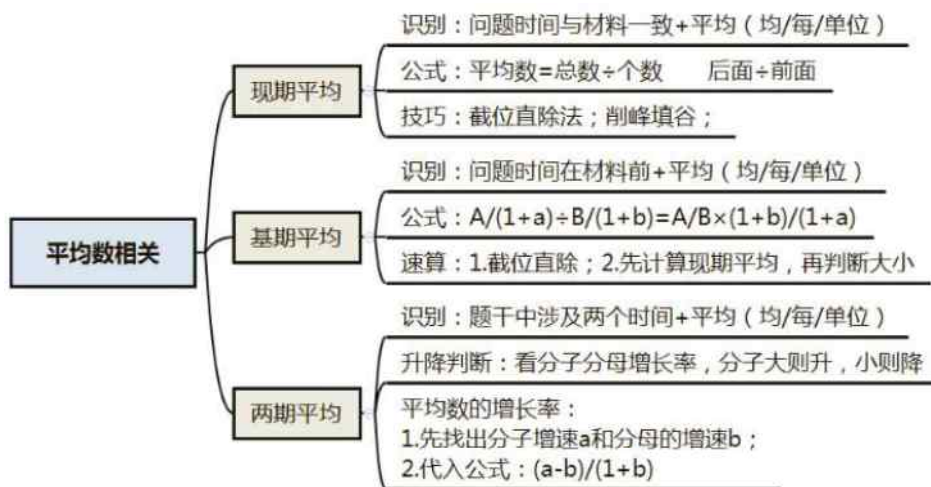 平均数相关
现期平均
识别：问题时间与材料一致+平均（均/每/单位）
公式：平均数=总数÷个数 后面÷前面
技巧：截位直除法；削峰填谷；
基期平均
识别：问题时间在材料前+平均（均/每/单位）
公式：A/(1+a)÷B/(1+b)=A/B×(1+b)/(1+a)
速算：1.截位直除；2.先计算现期平均，再判断大小
两期平均
识别：题干中涉及两个时间+平均（均/每/单位）
升降判断：看分子分母增长率，分子大则升，小则降
平均数的增长率：
1.先找出分子增速a和分母的增速b；
2.代入公式：(a-b)/(1+b)